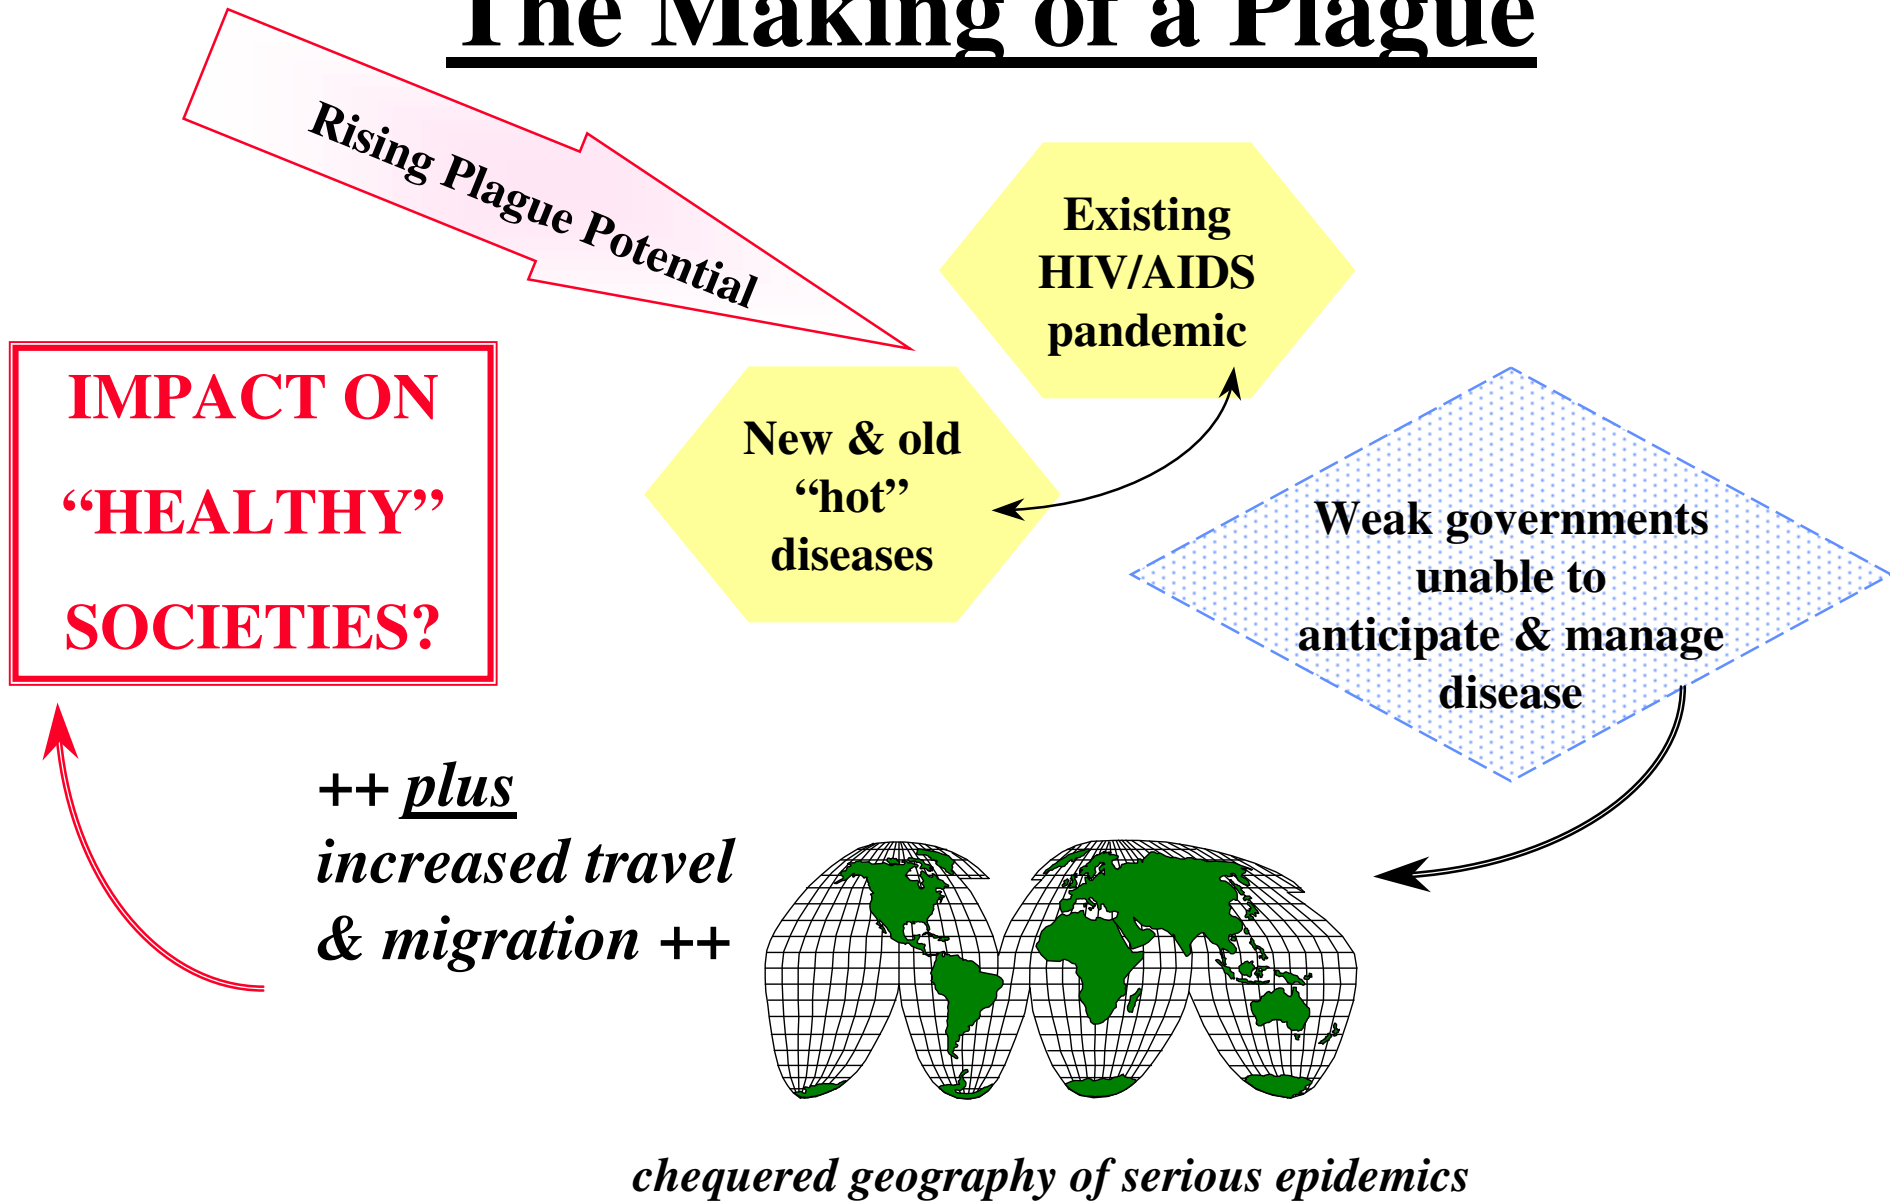 The Making of a Plague
Rising Plague Potential
Existing
HIV/AIDS
pandemic
New & old
“hot”
diseases
IMPACT ON
“HEALTHY”
SOCIETIES?
Weak governments
unable to
anticipate & manage
disease
++ plus
increased travel
& migration ++
chequered geography of serious epidemics